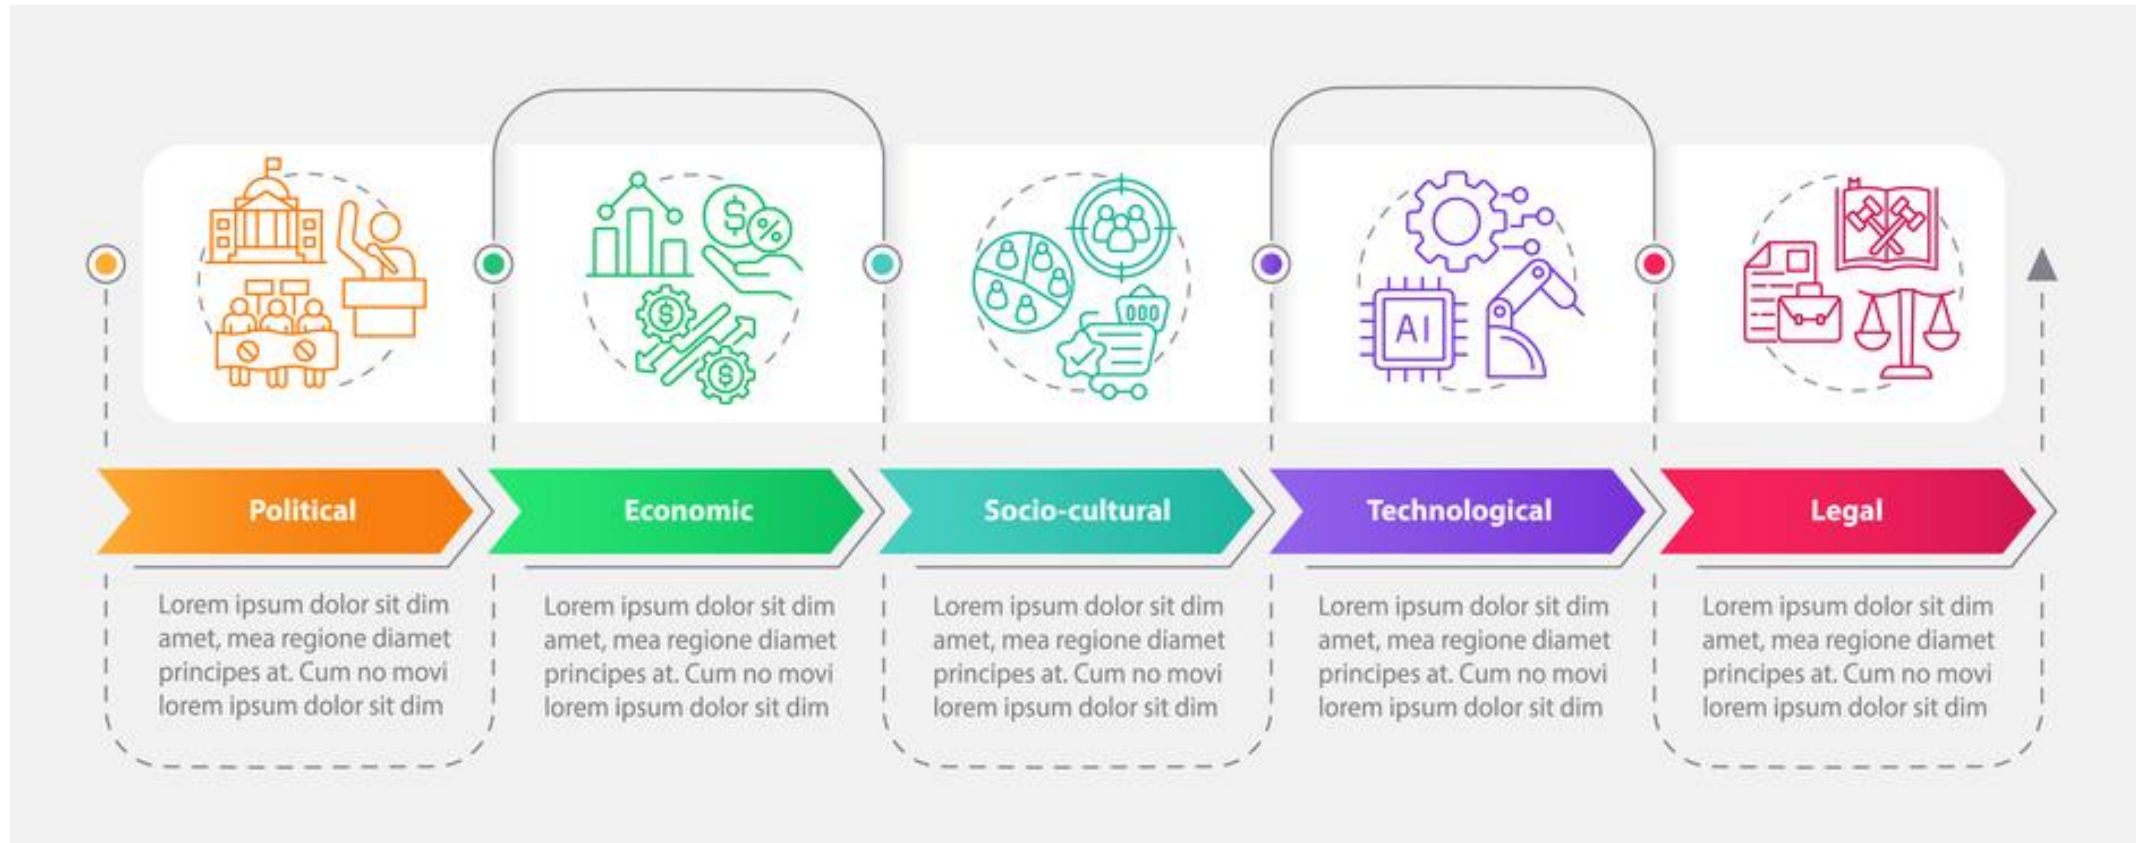 $
%
$
$
AI
Political
Economic
Socio-cultural
Technological
Legal
Lorem ipsum dolor sit dim
amet, mea regione diamet
principes at. Cum no movi
lorem ipsum dolor sit dim
Lorem ipsum dolor sit dim
amet, mea regione diamet
principes at. Cum no movi
lorem ipsum dolor sit dim
Lorem ipsum dolor sit dim
amet, mea regione diamet
principes at. Cum no movi
lorem ipsum dolor sit dim
Lorem ipsum dolor sit dim
amet, mea regione diamet
principes at. Cum no movi
lorem ipsum dolor sit dim
Lorem ipsum dolor sit dim
amet, mea regione diamet
principes at. Cum no movi
lorem ipsum dolor sit dim